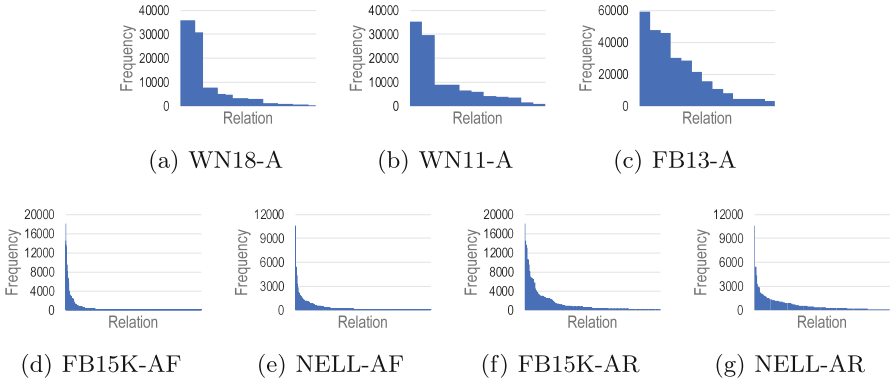 40000
30000
20000
10000
0
Frequency
Relation
(a) WN18-A
40000
30000
20000
10000
0
Frequency
Relation
(b) WN11-A
60000
40000
20000
0
Frequency
Relation
(c) FB13-A
20000
16000
12000
8000
4000
0
Frequency
Relation
(d) FB15K-AF
12000
9000
6000
3000
0
Frequency
Relation
(e) NELL-AF
20000
16000
12000
8000
4000
0
Frequency
Relation
(f) FB15K-AR
12000
9000
6000
3000
0
Frequency
Relation
(g) NELL-AR